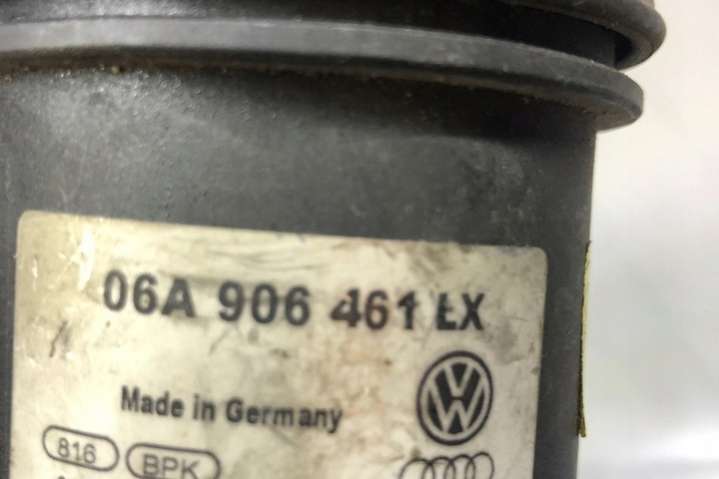 06A 906 461 LX
Made in Germany
816 BPK